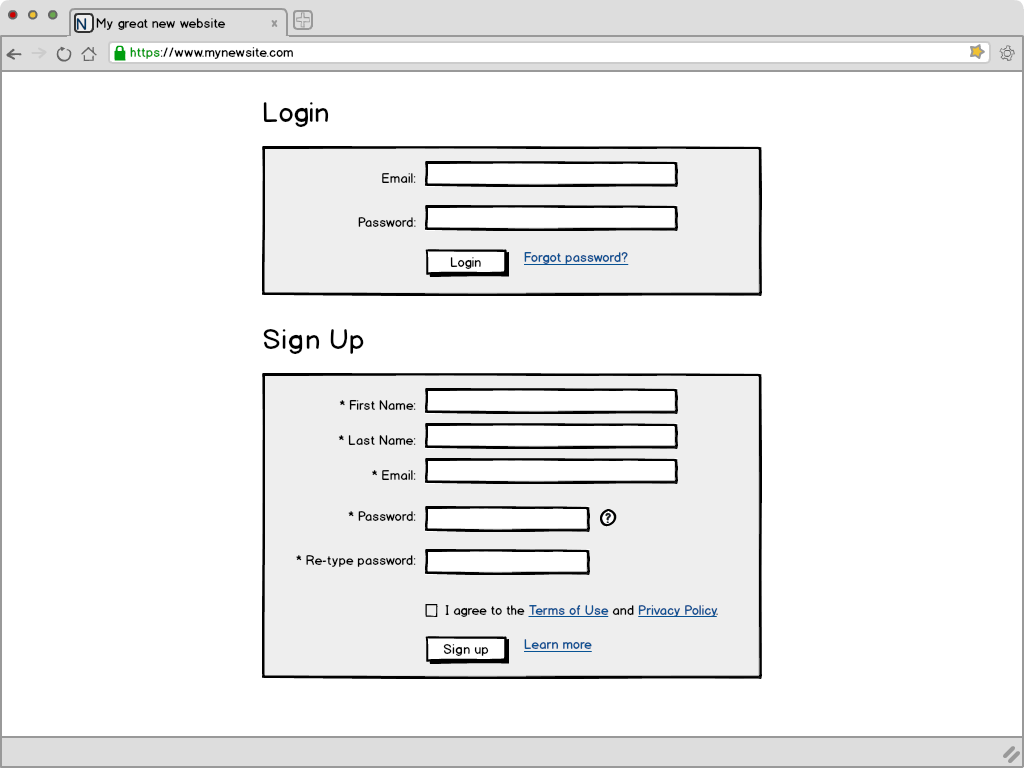 N My great new website x
https://www.mynewsite.com
Login
Email:
Password:
Login Forgot password?
Sign Up
* First Name:
* Last Name:
* Email:
* Password: ?
* Re-type password:
I agree to the Terms of Use and Privacy Policy.
Sign up Learn more